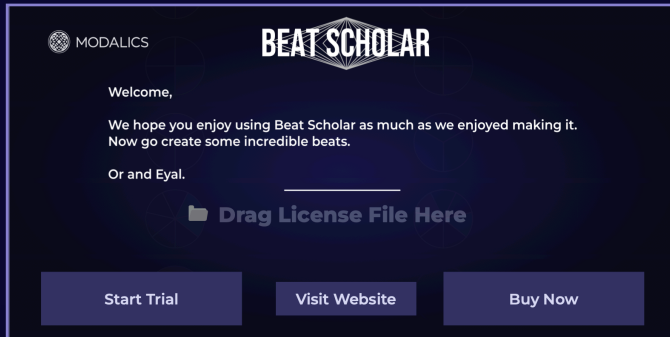 MODALICS
BEAT SCHOLAR
Welcome,
We hope you enjoy using Beat Scholar as much as we enjoyed making it.
Now go create some incredible beats.
Or and Eyal.
Drag License File Here
Start Trial
Visit Website
Buy Now